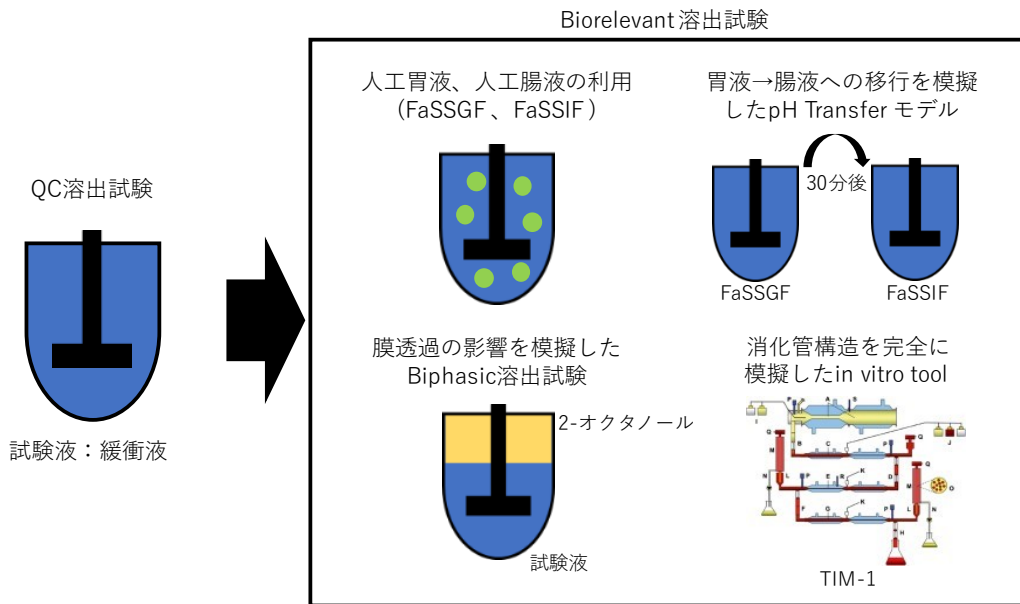 Biorelevant溶出試験
QC溶出試験
試験液：緩衝液
人工胃液、人工腸液の利用
（FaSSGF、FaSSIF）
胃液→腸液への移行を模擬
したpH Transfer モデル
30分後
FaSSGF
FaSSIF
膜透過の影響を模擬した
Biphasic溶出試験
2-オクタノール
試験液
消化管構造を完全に
模擬したin vitro tool
P
A
S
I
B
C
P
Q
J
Q
M
K
N
L
P
E
R
D
Q
M
O
K
F
G
P
L
N
H
TIM-1